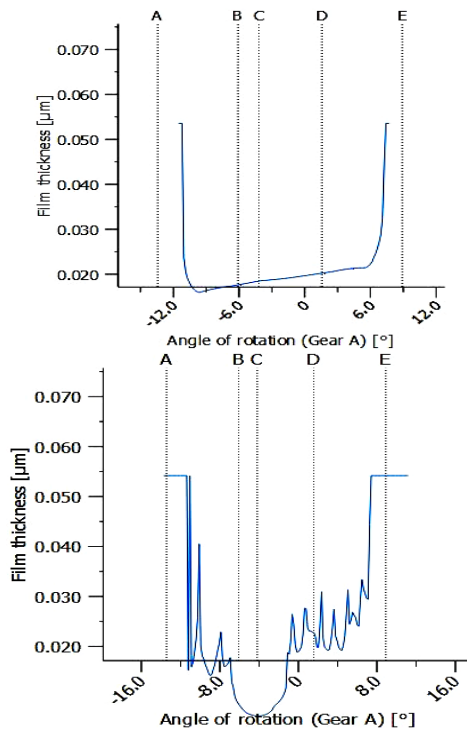 A B C D E
0.070
0.060
0.050
0.040
0.030
0.020
Film thickness [µm]
-12.0 -6.0 0 6.0 12.0
Angle of rotation (Gear A) [°]
A B C D E
0.070
0.060
0.050
0.040
0.030
0.020
Film thickness [µm]
-16.0 -8.0 0 8.0 16.0
Angle of rotation (Gear A) [°]